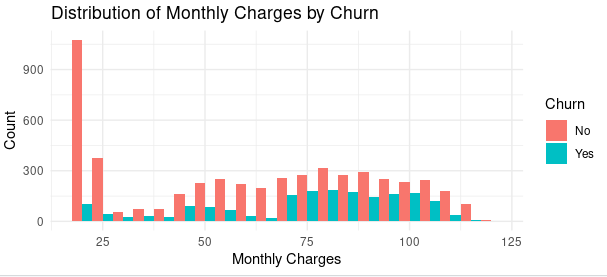 Distribution of Monthly Charges by Churn
900
600
300
0
Count
25
50
75
100
125
Monthly Charges
Churn
No
Yes